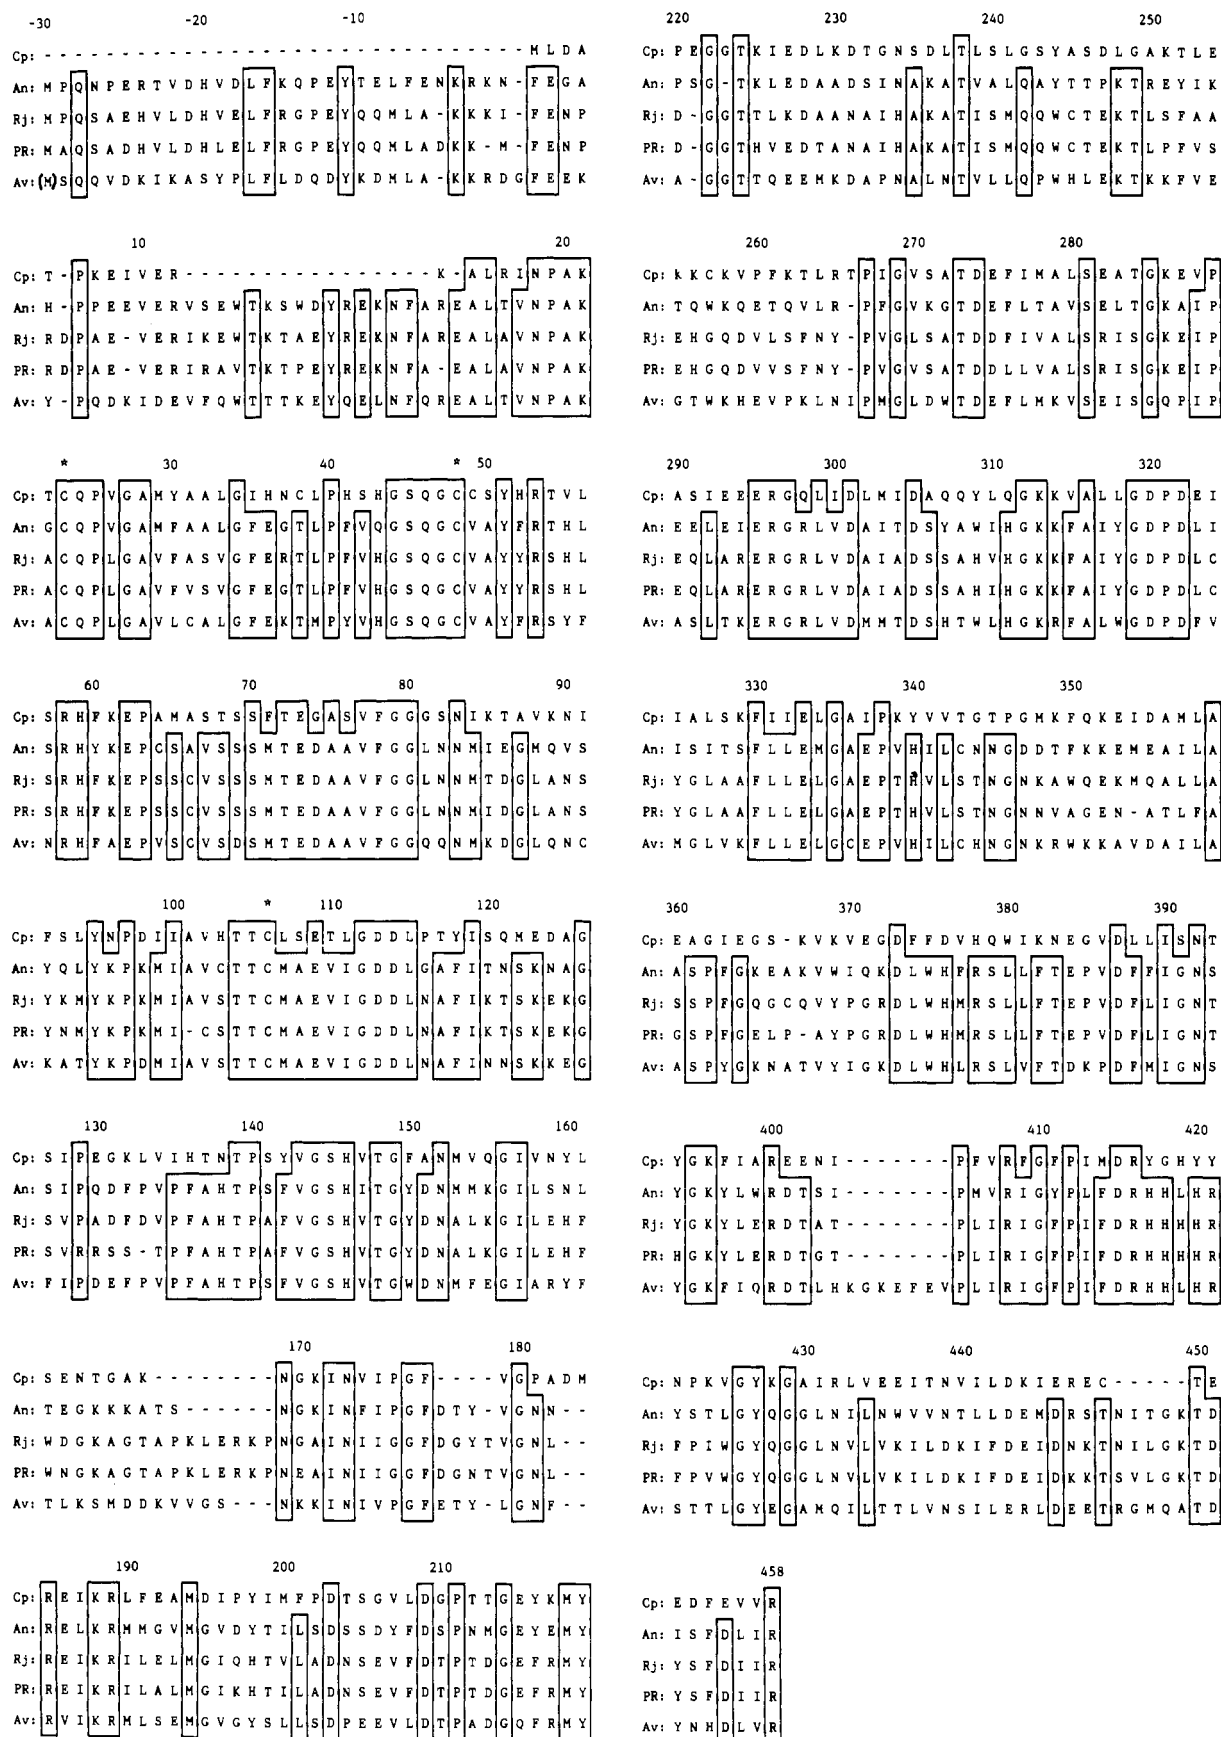 -30 -20 -10
Cp: - - - - - - - - - - - - - - - - - - - - - - - - - - - - - - - M L D A
An: M P Q N P E R T V D H V D L F K Q P E Y T E L F E N K R K N - F E G A
Rj: M P Q S A E H V L D H V E L F R G P E Y Q Q M L A - K K K I - F E N P
PR: M A Q S A D H V L D H L E L F R G P E Y Q Q M L A D K K - M - F E N P
Av: (M) S Q Q V D K I K A S Y P L F L D Q D Y K D M L A - K K R D G F E E K
10 20
Cp: T - P K E I V E R - - - - - - - - - - - - - - - - K - A L R I N P A K
An: H - P P E E V E R V S E W T K S W D Y R E K N F A R E A L T V N P A K
Rj: R D P A E - V E R I K E W T K T A E Y R E K N F A R E A L A V N P A K
PR: R D P A E - V E R I R A V T K T P E Y R E K N F A - E A L A V N P A K
Av: Y - P Q D K I D E V F Q W T T T K E Y Q E L N F Q R E A L T V N P A K
* 30 40 * 50
Cp: T C Q P V G A M Y A A L G I H N C L P H S H G S Q G C C S Y H R T V L
An: G C Q P V G A M F A A L G F E G T L P F V Q G S Q G C V A Y F R T H L
Rj: A C Q P L G A V F A S V G F E R T L P F V H G S Q G C V A Y Y R S H L
PR: A C Q P L G A V F V S V G F E G T L P F V H G S Q G C V A Y Y R S H L
Av: A C Q P L G A V L C A L G F E K T M P Y V H G S Q G C V A Y F R S Y F
60 70 80 90
Cp: S R H F K E P A M A S T S S F T E G A S V F G G G S N I K T A V K N I
An: S R H Y K E P C S A V S S S M T E D A A V F G G L N N M I E G M Q V S
Rj: S R H F K E P S S C V S S S M T E D A A V F G G L N N M T D G L A N S
PR: S R H F K E P S S C V S S S M T E D A A V F G G L N N M I D G L A N S
Av: N R H F A E P V S C V S D S M T E D A A V F G G Q Q N M K D G L Q N C
100 * 110 120
Cp: F S L Y N P D I I A V H T T C L S E T L G D D L P T Y I S Q M E D A G
An: Y Q L Y K P K M I A V C T T C M A E V I G D D L G A F I T N S K N A G
Rj: Y K M Y K P K M I A V S T T C M A E V I G D D L N A F I K T S K E K G
PR: Y N M Y K P K M I - C S T T C M A E V I G D D L N A F I K T S K E K G
Av: K A T Y K P D M I A V S T T C M A E V I G D D L N A F I N N S K K E G
130 140 150 160
Cp: S I P E G K L V I H T N T P S Y V G S H V T G F A N M V Q G I V N Y L
An: S I P Q D F P V P F A H T P S F V G S H I T G Y D N M M K G I L S N L
Rj: S V P A D F D V P F A H T P A F V G S H V T G Y D N A L K G I L E H F
PR: S V R R S S - T P F A H T P A F V G S H V T G Y D N A L K G I L E H F
Av: F I P D E F P V P F A H T P S F V G S H V T G W D N M F E G I A R Y F
170 180
Cp: S E N T G A K - - - - - - - - N G K I N V I P G F - - - - V G P A D M
An: T E G K K K A T S - - - - - - N G K I N F I P G F D T Y - V G N N - -
Rj: W D G K A G T A P K L E R K P N G A I N I I G G F D G Y T V G N L - -
PR: W N G K A G T A P K L E R K P N E A I N I I G G F D G N T V G N L - -
Av: T L K S M D D K V V G S - - - N K K I N I V P G F E T Y - L G N F - -
190 200 210
Cp: R E I K R L F E A M D I P Y I M F P D T S G V L D G P T T G E Y K M Y
An: R E L K R M M G V M G V D Y T I L S D S S D Y F D S P N M G E Y E M Y
Rj: R E I K R I L E L M G I Q H T V L A D N S E V F D T P T D G E F R M Y
PR: R E I K R I L A L M G I K H T I L A D N S E V F D T P T D G E F R M Y
Av: R V I K R M L S E M G V G Y S L L S D P E E V L D T P A D G Q F R M Y
220 230 240 250
Cp: P E G G T K I E D L K D T G N S D L T L S L G S Y A S D L G A K T L E
An: P S G - T K L E D A A D S I N A K A T V A L Q A Y T T P K T R E Y I K
Rj: D - G G T T L K D A A N A I H A K A T I S M Q Q W C T E K T L S F A A
PR: D - G G T H V E D T A N A I H A K A T I S M Q Q W C T E K T L P F V S
Av: A - G G T T Q E E M K D A P N A L N T V L L Q P W H L E K T K K F V E
260 270 280
Cp: K K C K V P F K T L R T P I G V S A T D E F I M A L S E A T G K E V P
An: T Q W K Q E T Q V L R - P F G V K G T D E F L T A V S E L T G K A I P
Rj: E H G Q D V L S F N Y - P V G L S A T D D F I V A L S R I S G K E I P
PR: E H G Q D V V S F N Y - P V G V S A T D D L L V A L S R I S G K E I P
Av: G T W K H E V P K L N I P M G L D W T D E F L M K V S E I S G Q P I P
290 300 310 320
Cp: A S I E E E R G Q L I D L M I D A Q Q Y L Q G K K V A L L G D P D E I
An: E E L E I E R G R L V D A I T D S Y A W I H G K K F A I Y G D P D L I
Rj: E Q L A R E R G R L V D A I A D S S A H V H G K K F A I Y G D P D L C
PR: E Q L A R E R G R L V D A I A D S S A H I H G K K F A I Y G D P D L C
Av: A S L T K E R G R L V D M M T D S H T W L H G K R F A L W G D P D F V
330 340 350
Cp: I A L S K F I I E L G A I P K Y V V T G T P G M K F Q K E I D A M L A
An: I S I T S F L L E M G A E P V H I L C N N G D D T F K K E M E A I L A
Rj: Y G L A A F L L E L G A E P T H V L S T N G N K A W Q E K M Q A L L A
*
PR: Y G L A A F L L E L G A E P T H V L S T N G N N V A G E N - A T L F A
Av: M G L V K F L L E L G C E P V H I L C H N G N K R W K K A V D A I L A
360 370 380 390
Cp: E A G I E G S - K V K V E G D F F D V H Q W I K N E G V D L L I S N T
An: A S P F G K E A K V W I Q K D L W H F R S L L F T E P V D F F I G N S
Rj: S S P F G Q G C Q V Y P G R D L W H M R S L L F T E P V D F L I G N T
PR: G S P F G E L P - A Y P G R D L W H M R S L L F T E P V D F L I G N T
Av: A S P Y G K N A T V Y I G K D L W H L R S L V F T D K P D F M I G N S
400 410 420
Cp: Y G K F I A R E E N I - - - - - - - P F V R F G F P I M D R Y G H Y Y
An: Y G K Y L W R D T S I - - - - - - - P M V R I G Y P L F D R H H L H R
Rj: Y G K Y L E R D T A T - - - - - - - P L I R I G F P I F D R H H H H R
PR: H G K Y L E R D T G T - - - - - - - P L I R I G F P I F D R H H H H R
Av: Y G K F I Q R D T L H K G K E F E V P L I R I G F P I F D R H H L H R
430 440 450
Cp: N P K V G Y K G A I R L V E E I T N V I L D K I E R E C - - - - - T E
An: Y S T L G Y Q G G L N I L N W V V N T L L D E M D R S T N I T G K T D
Rj: F P I W G Y Q G G L N V L V K I L D K I F D E I D N K T N I L G K T D
PR: F P V W G Y Q G G L N V L V K I L D K I F D E I D K K T S V L G K T D
Av: S T T L G Y E G A M Q I L T T L V N S I L E R L D E E T R G M Q A T D
458
Cp: E D F E V V R
An: I S F D L I R
Rj: Y S F D I I R
PR: Y S F D I I R
Av: Y N H D L V R